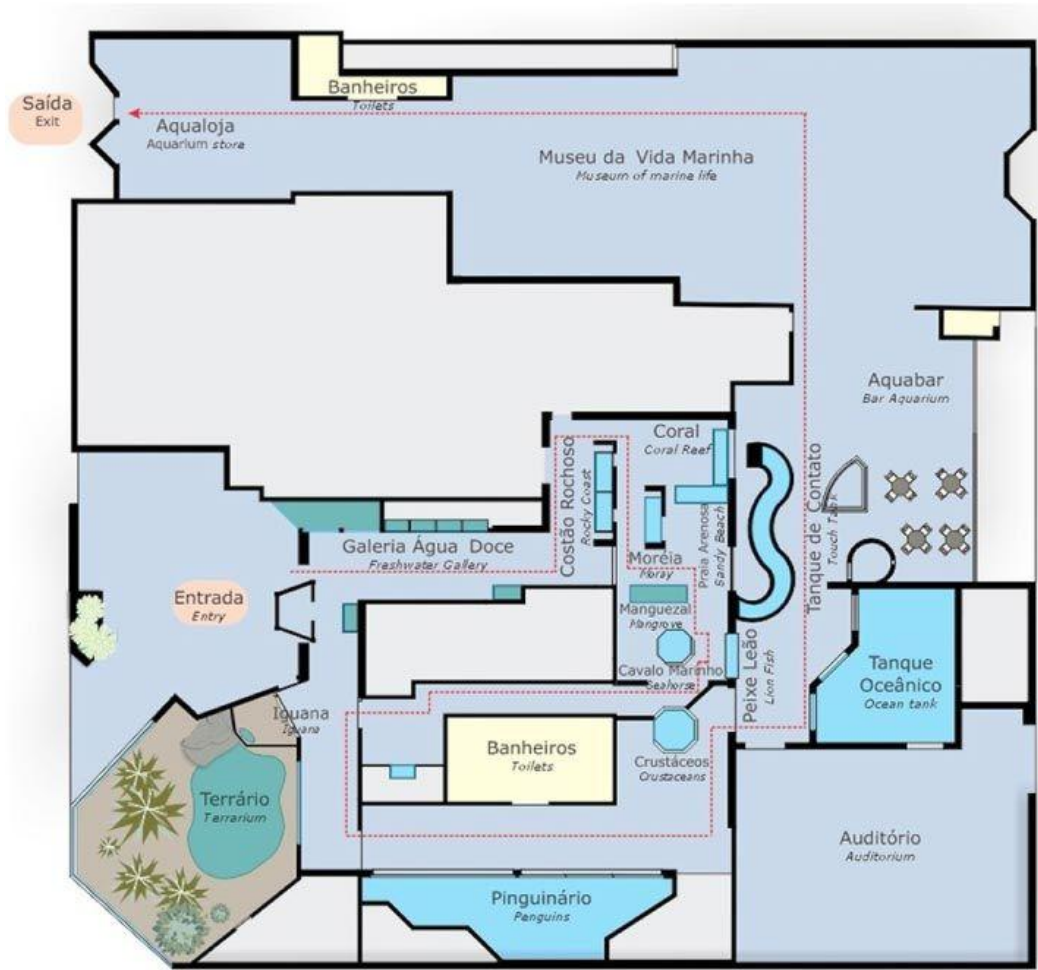 Banheiros
Toilets
Saída
Exit
Aqualoja
Aquarium store
Museu da Vida Marinha
Museum of marine life
Aquabar
Bar Aquarium
Coral
Coral Reef
Costão Rochoso
Rocky Coast
Tanque de Contato
Touch Tank
Galeria Água Doce
Freshwater Gallery
Moréia
Moray
Praia Arenosa
Sandy Beach
Entrada
Entry
Manguezal
Mangrove
Cavalo Marinho
Seahorse
Peixe Leão
Lion Fish
Tanque
Oceânico
Ocean tank
Iguana
Iguana
Banheiros
Toilets
Crustáceos
Crustaceans
Terrário
Terrarium
Auditório
Auditorium
Pinguinário
Penguins